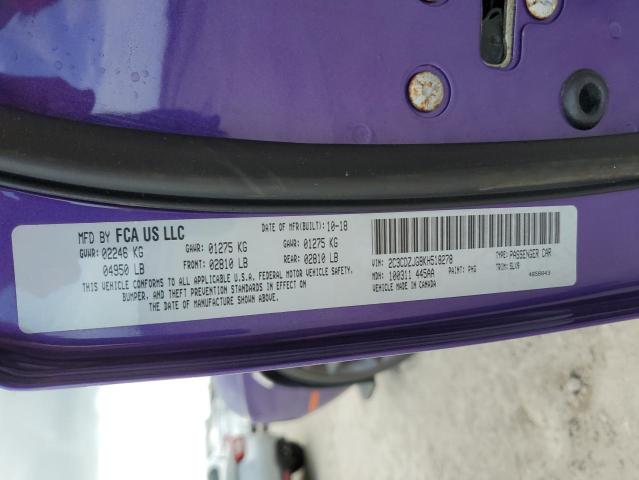 MFD BY FCA US LLC
DATE OF MFR(BUILT): 10-18
GVWR: 02246 KG
GAWR: 01275 KG
GAWR: 01275 KG
04950 LB
FRONT: 02810 LB
REAR: 02810 LB
THIS VEHICLE CONFORMS TO ALL APPLICABLE U.S.A. FEDERAL MOTOR VEHICLE SAFETY,
BUMPER, AND THEFT PREVENTION STANDARDS IN EFFECT ON
THE DATE OF MANUFACTURE SHOWN ABOVE.
VIN: 2C3CDZJG8KH518278
TYPE: PASSENGER CAR
MDH: 100311 445AA
PAINT: PHG
TRIM: SLX9
VEHICLE MADE IN CANADA